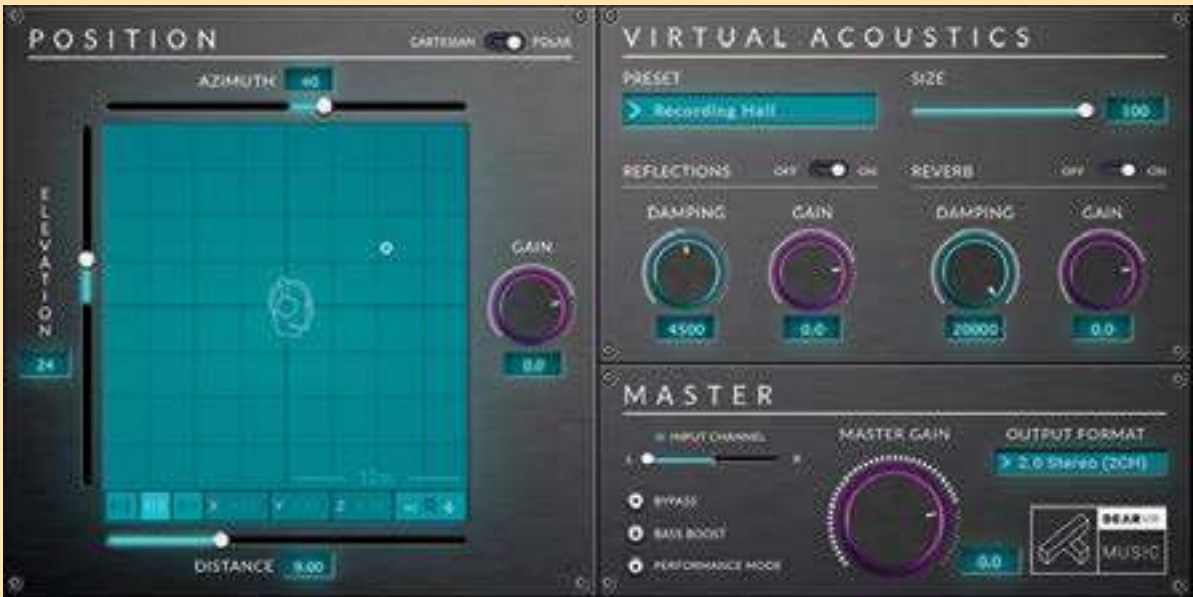 POSITION
CARTESIAN POLAR
AZIMUTH 40
ELEVATION
24
GAIN
0.0
DISTANCE 9.00
X Y Z
VIRTUAL ACOUSTICS
PRESET
Recording Hall
SIZE
100
REFLECTIONS OFF ON
DAMPING GAIN
4500 0.0
REVERB OFF ON
DAMPING GAIN
20000 0.0
MASTER
INPUT CHANNEL
L R
BYPASS
BASS BOOST
PERFORMANCE MODE
MASTER GAIN
0.0
OUTPUT FORMAT
2.0 Stereo (2CH)
DEARVR
MUSIC